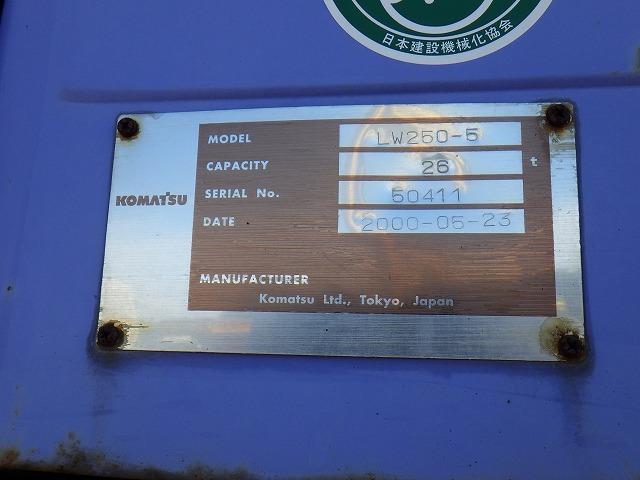 日本建設機械化協会
KOMATSU
MODEL LW250-5
CAPACITY 26 t
SERIAL No. 50411
DATE 2000-05-23
MANUFACTURER
Komatsu Ltd., Tokyo, Japan